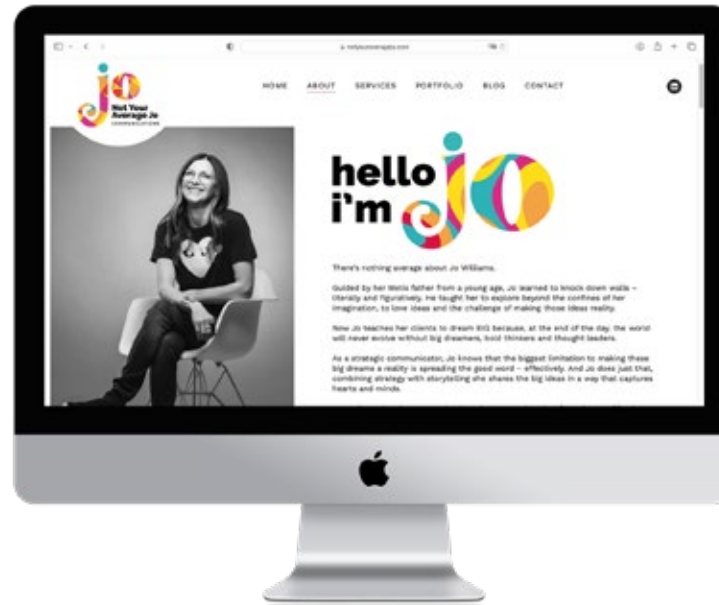 jo
Not Your
Average Jo
COMMUNICATIONS
HOME ABOUT SERVICES PORTFOLIO BLOG CONTACT
hello
i'm jo
There's nothing average about Jo Williams.
Guided by her Metis father from a young age, Jo learned to knock down walls –
literally and figuratively. He taught her to explore beyond the confines of her
imagination, to love ideas and the challenge of making those ideas reality.
Now Jo teaches her clients to dream BIG because, at the end of the day, the world
will never evolve without big dreamers, bold thinkers and thought leaders.
As a strategic communicator, Jo knows that the biggest limitation to making these
big dreams a reality is spreading the good word – effectively. And Jo does just that,
combining strategy with storytelling she shares the big ideas in a way that captures
hearts and minds.